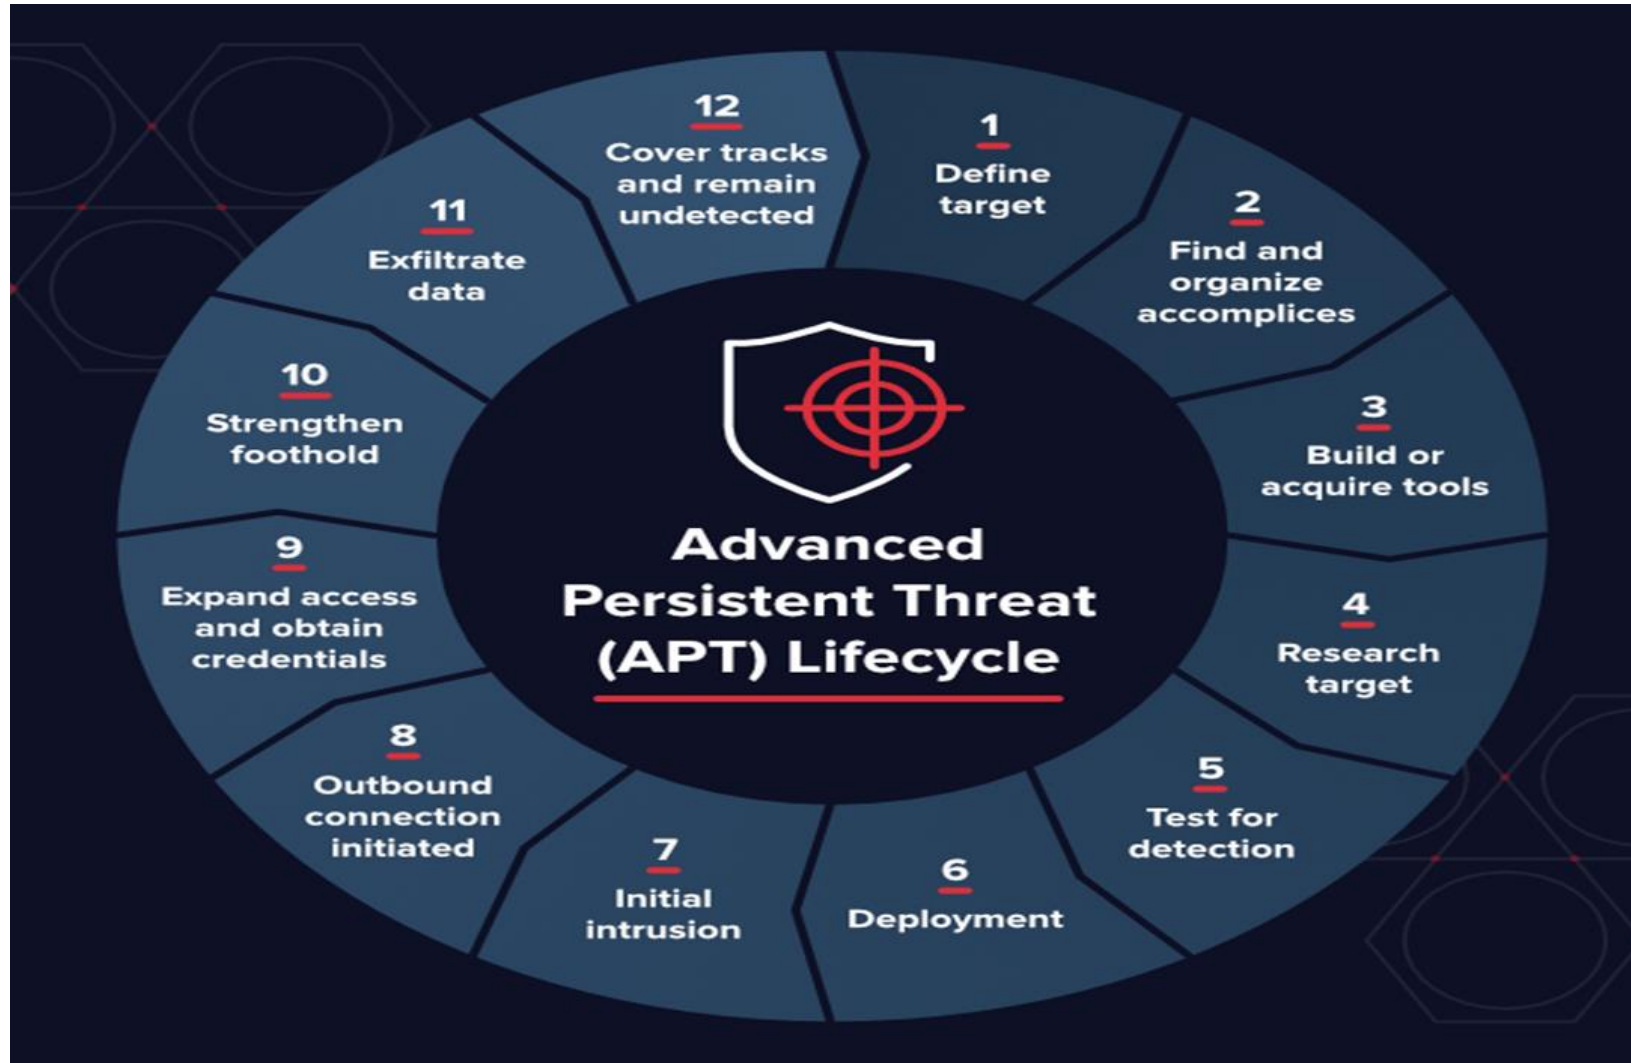 1
Define
target
2
Find and
organize
accomplices
3
Build or
acquire tools
4
Research
target
5
Test for
detection
6
Deployment
7
Initial
intrusion
8
Outbound
connection
initiated
9
Expand access
and obtain
credentials
10
Strengthen
foothold
11
Exfiltrate
data
12
Cover tracks
and remain
undetected
Advanced
Persistent Threat
(APT) Lifecycle